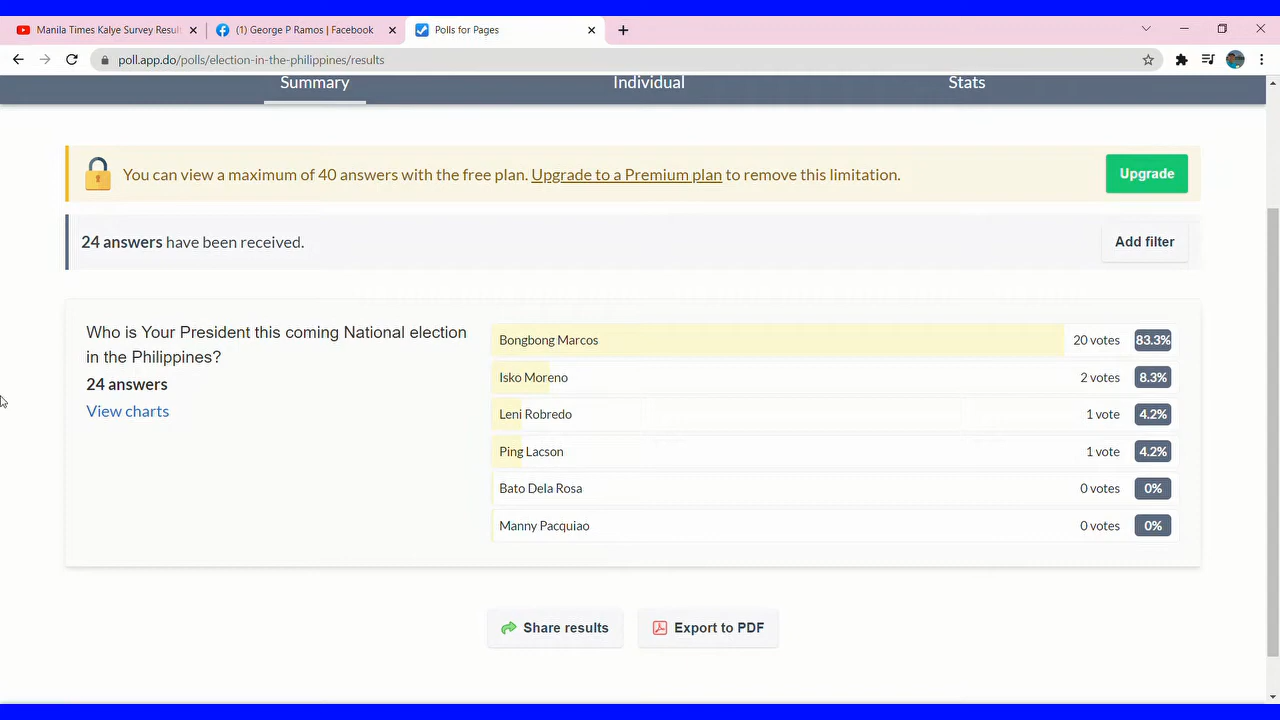 Manila Times Kalye Survey Resul
(1) George P Ramos | Facebook
Polls for Pages
poll.app.do/polls/election-in-the-philippines/results
Summary
Individual
Stats
You can view a maximum of 40 answers with the free plan. Upgrade to a Premium plan to remove this limitation.
Upgrade
24 answers have been received.
Add filter
Who is Your President this coming National election
in the Philippines?
24 answers
View charts
Bongbong Marcos 20 votes 83.3%
Isko Moreno 2 votes 8.3%
Leni Robredo 1 vote 4.2%
Ping Lacson 1 vote 4.2%
Bato Dela Rosa 0 votes 0%
Manny Pacquiao 0 votes 0%
Share results
Export to PDF